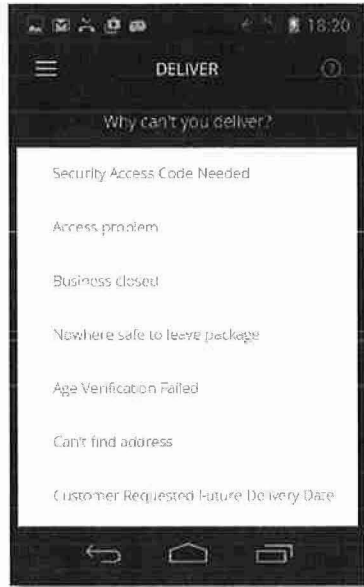 18:20
DELIVER
Why can't you deliver?
Security Access Code Needed
Access problem
Business closed
Nowhere safe to leave package
Age Verification Failed
Can't find address
Customer Requested Future Delivery Date